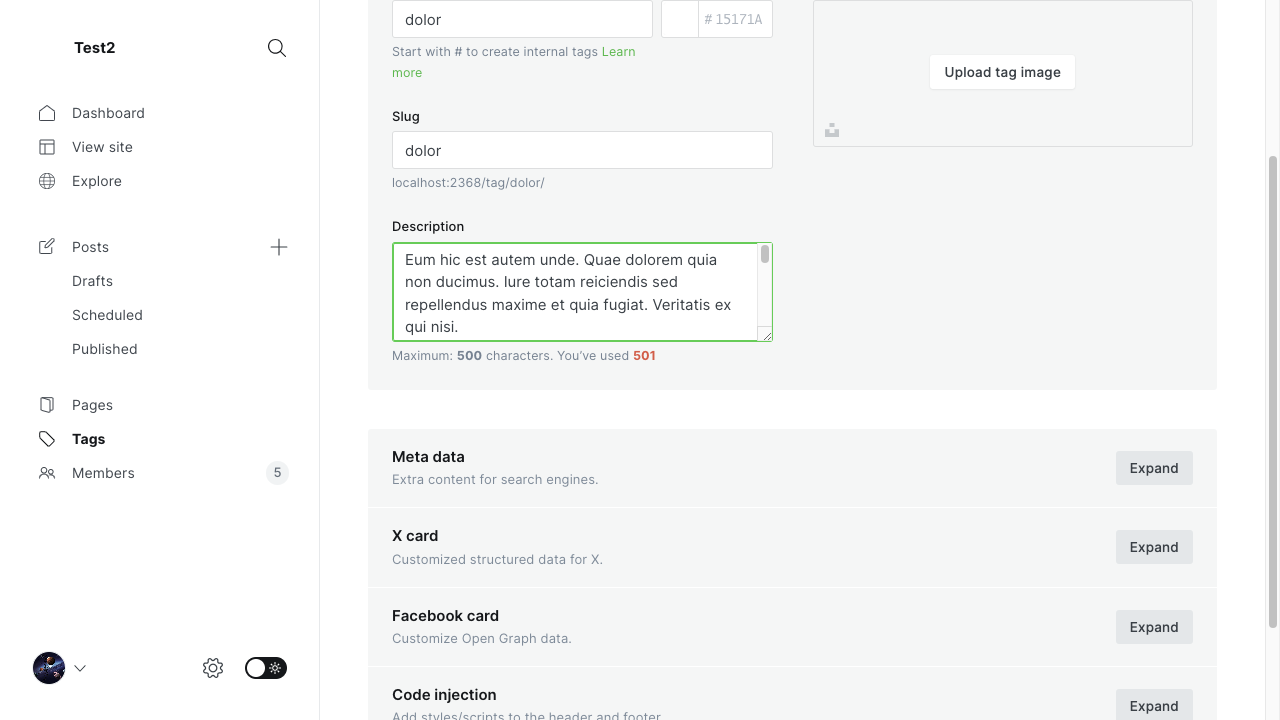 Test2
Dashboard
View site
Explore
Posts
Drafts
Scheduled
Published
Pages
Tags
Members
5
dolor
# 15171A
Start with # to create internal tags Learn
more
Slug
dolor
localhost:2368/tag/dolor/
Description
Eum hic est autem unde. Quae dolorem quia
non ducimus. Iure totam reiciendis sed
repellendus maxime et quia fugiat. Veritatis ex
qui nisi.
Maximum: 500 characters. You've used 501
Upload tag image
Meta data
Extra content for search engines.
Expand
X card
Customized structured data for X.
Expand
Facebook card
Customize Open Graph data.
Expand
Code injection
Add styles/scripts to the header and footer.
Expand